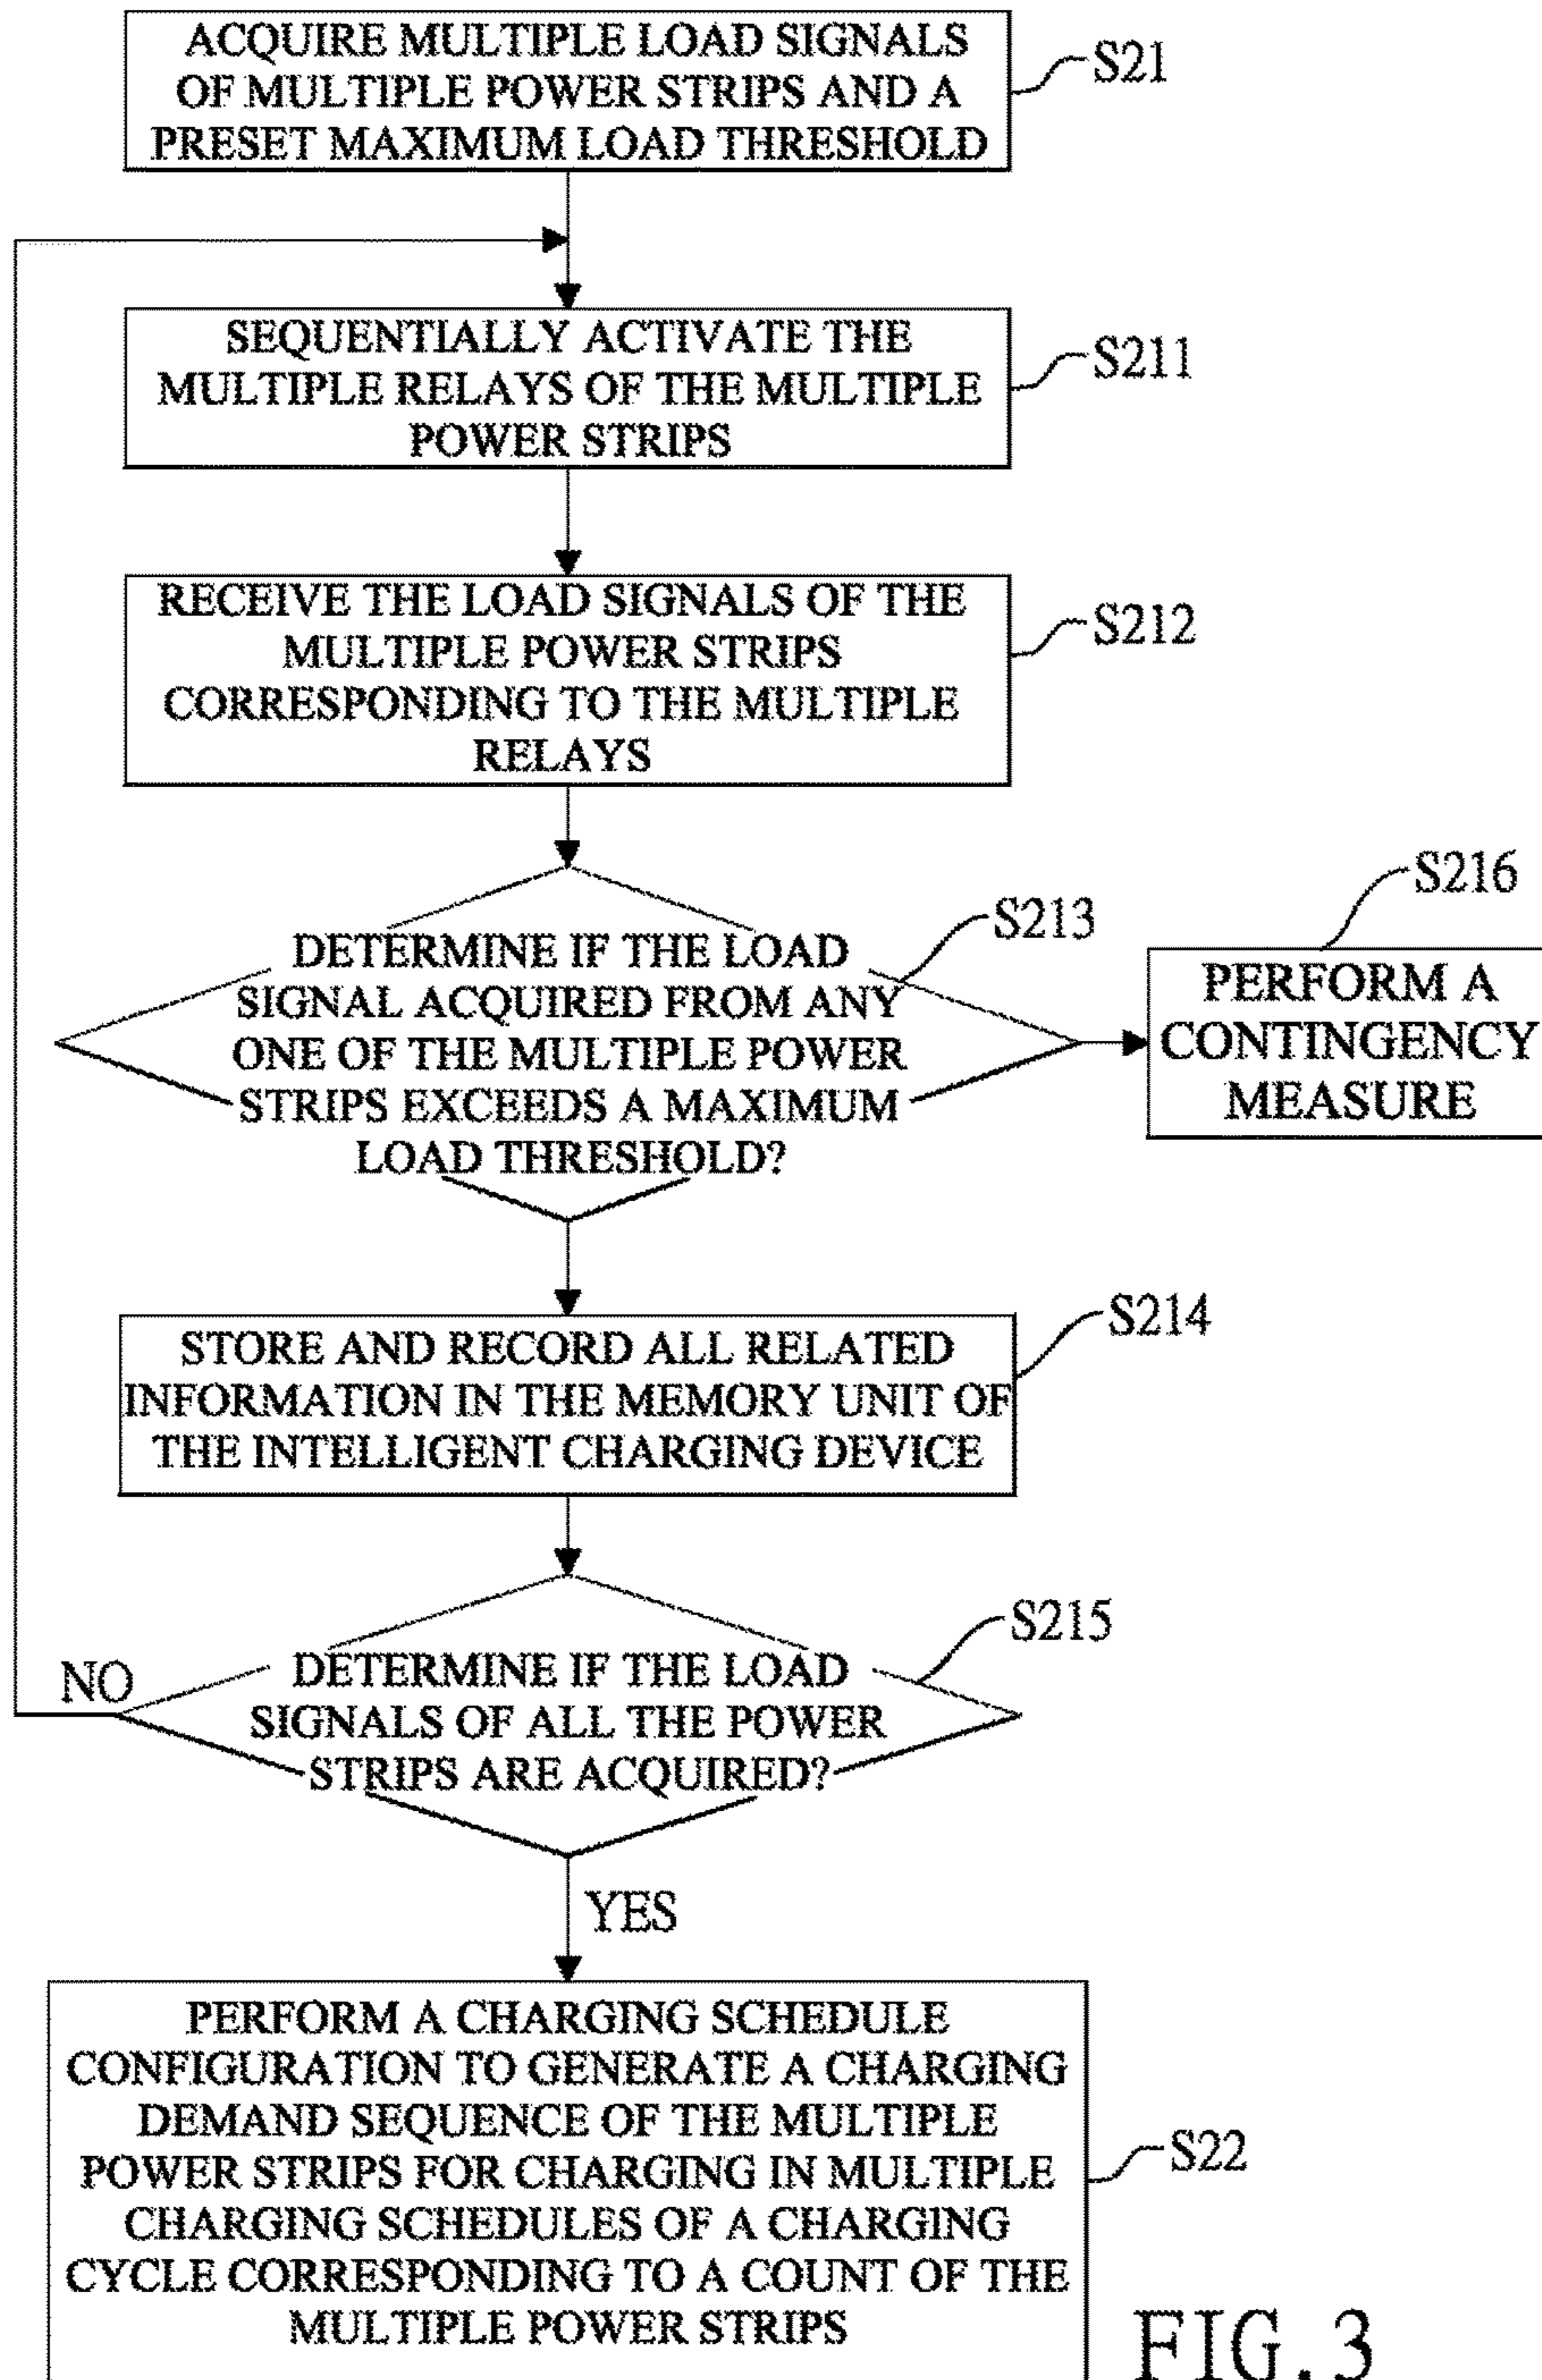 ACQUIRE MULTIPLE LOAD SIGNALS
OF MULTIPLE POWER STRIPS AND A
PRESET MAXIMUM LOAD THRESHOLD
S21
SEQUENTIALLY ACTIVATE THE
MULTIPLE RELAYS OF THE MULTIPLE
POWER STRIPS
S211
RECEIVE THE LOAD SIGNALS OF THE
MULTIPLE POWER STRIPS
CORRESPONDING TO THE MULTIPLE
RELAYS
S212
DETERMINE IF THE LOAD
SIGNAL ACQUIRED FROM ANY
ONE OF THE MULTIPLE POWER
STRIPS EXCEEDS A MAXIMUM
LOAD THRESHOLD?
S213
S216
PERFORM A
CONTINGENCY
MEASURE
STORE AND RECORD ALL RELATED
INFORMATION IN THE MEMORY UNIT OF
THE INTELLIGENT CHARGING DEVICE
S214
DETERMINE IF THE LOAD
SIGNALS OF ALL THE POWER
STRIPS ARE ACQUIRED?
S215
NO
YES
PERFORM A CHARGING SCHEDULE
CONFIGURATION TO GENERATE A CHARGING
DEMAND SEQUENCE OF THE MULTIPLE
POWER STRIPS FOR CHARGING IN MULTIPLE
CHARGING SCHEDULES OF A CHARGING
CYCLE CORRESPONDING TO A COUNT OF THE
MULTIPLE POWER STRIPS
S22
FIG.3